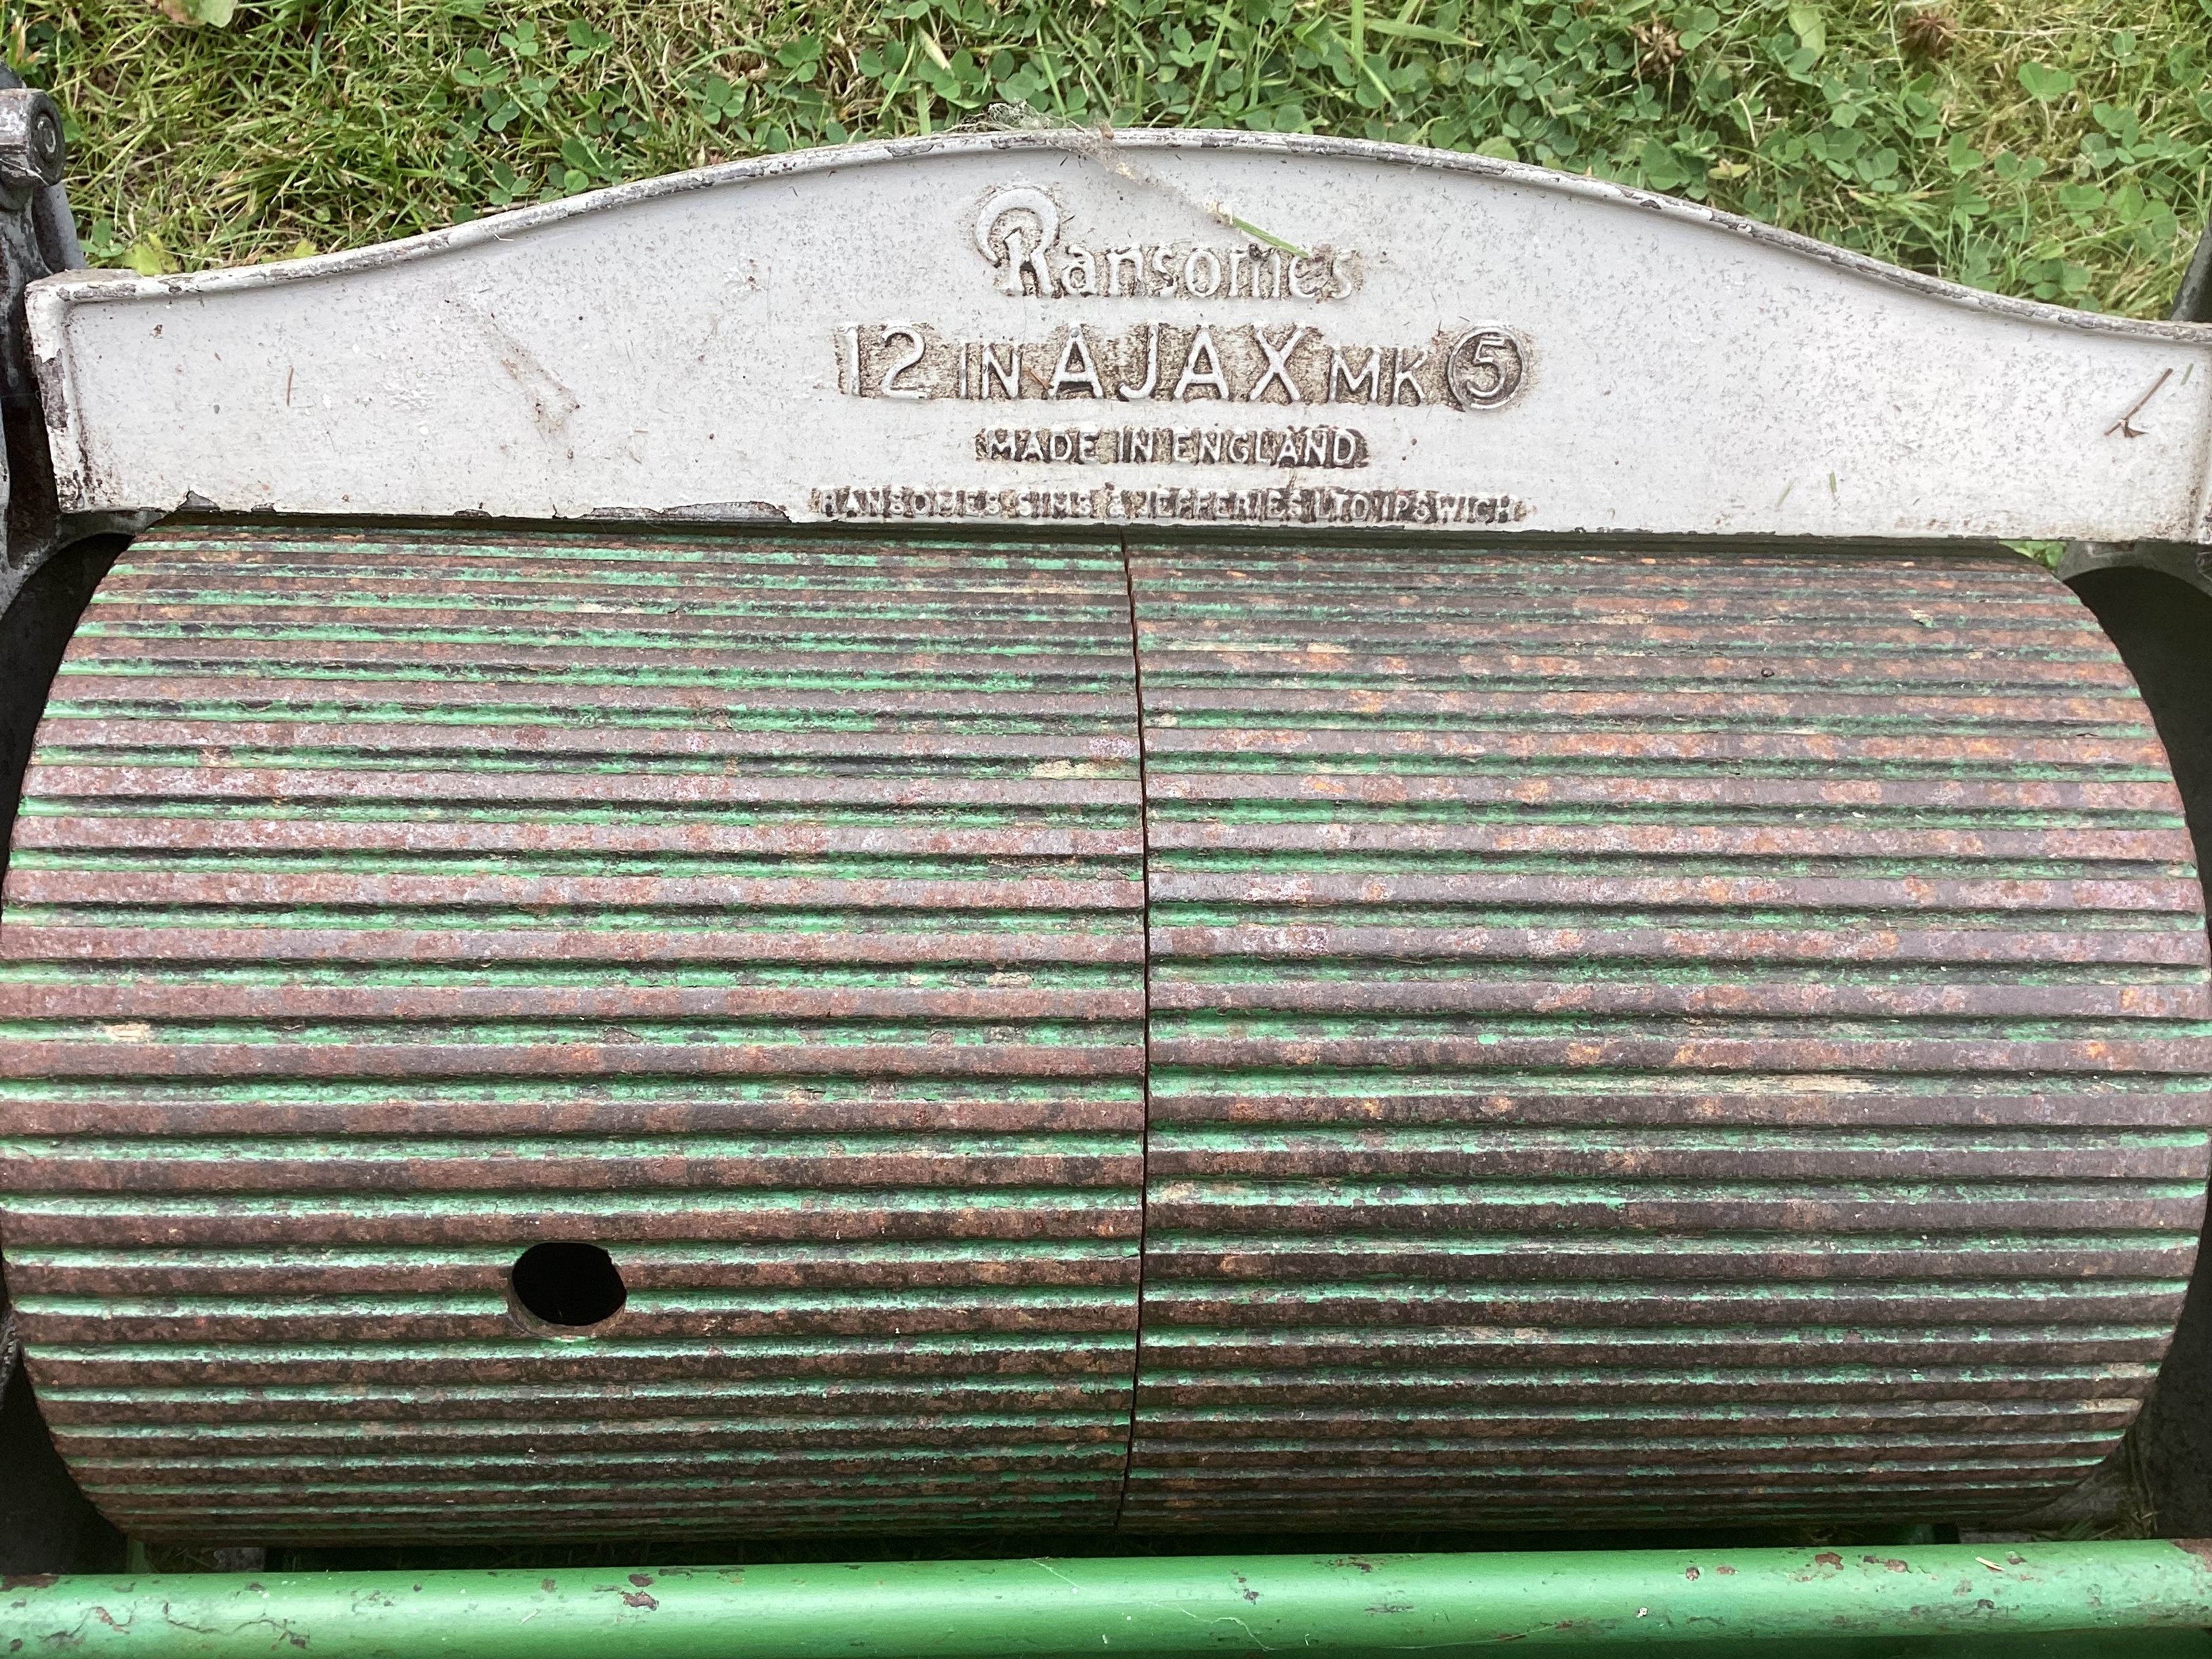 Ransomes
12 IN AJAX MK 5
MADE IN ENGLAND
RANSOMES SIMS & JEFFERIES LTD IPSWICH